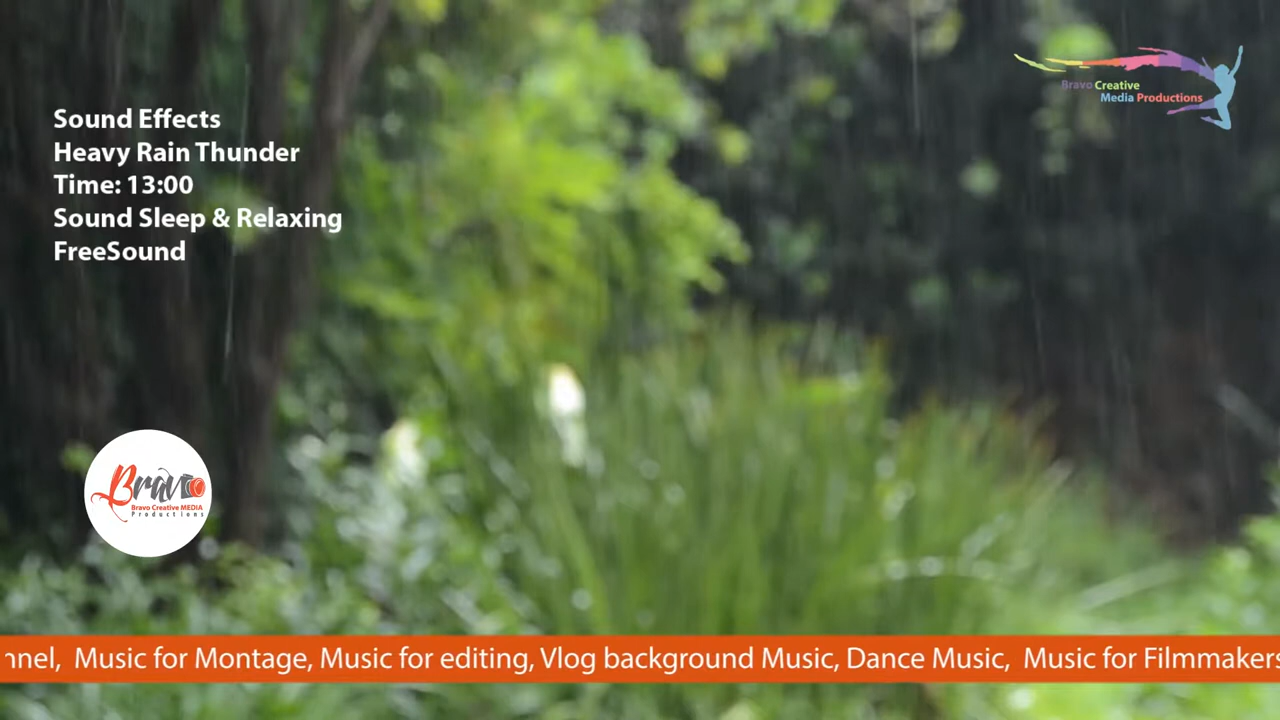 Sound Effects
Heavy Rain Thunder
Time: 13:00
Sound Sleep & Relaxing
FreeSound
Bravo Creative
Media Productions
Bravo
Bravo Creative MEDIA
Productions
nnel, Music for Montage, Music for editing, Vlog background Music, Dance Music, Music for Filmmakers